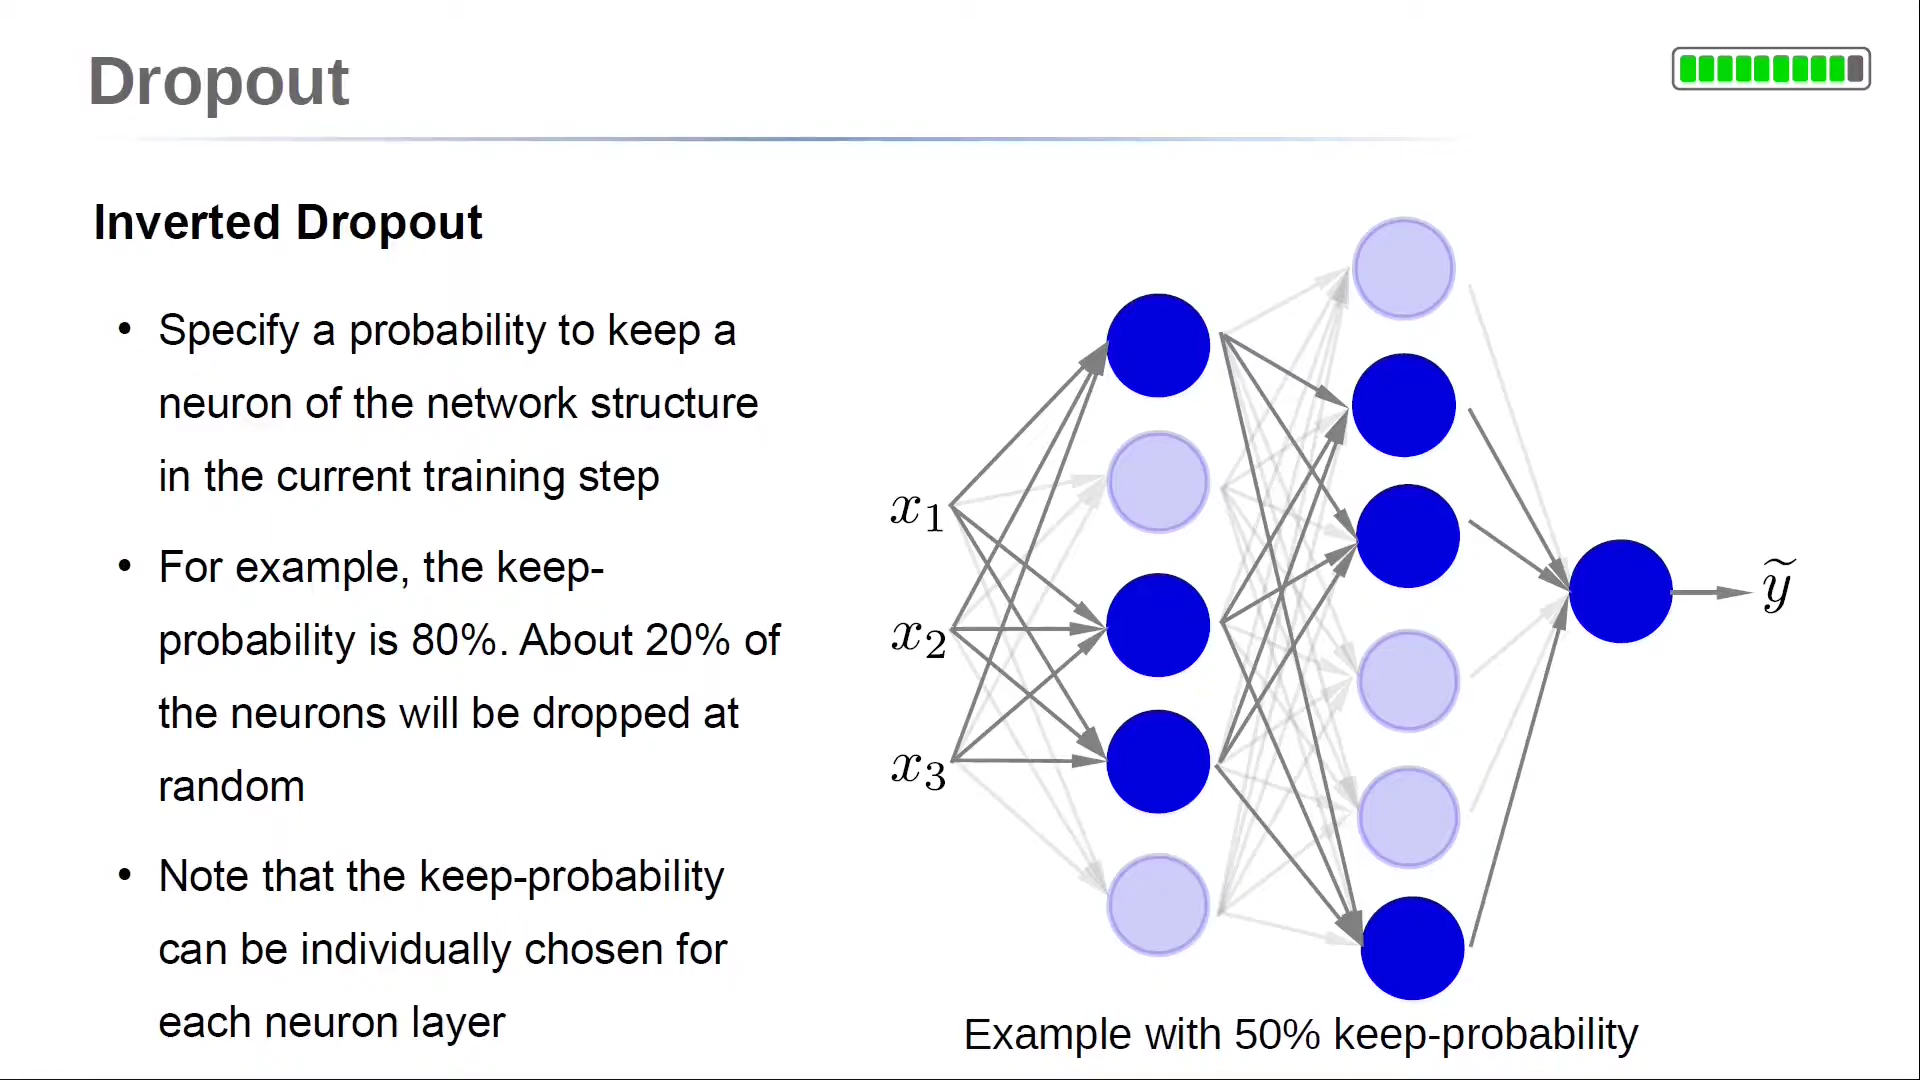 Dropout
Inverted Dropout
• Specify a probability to keep a
neuron of the network structure
in the current training step
• For example, the keep-
probability is 80%. About 20% of
the neurons will be dropped at
random
• Note that the keep-probability
can be individually chosen for
each neuron layer
x₁
x₂
x₃
ỹ
Example with 50% keep-probability